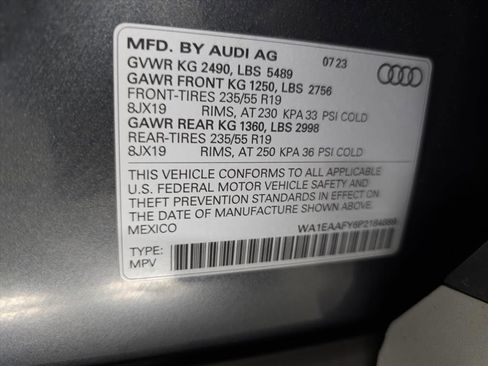 MFD. BY AUDI AG 07 23
GVWR KG 2490, LBS 5489
GAWR FRONT KG 1250, LBS 2756
FRONT-TIRES 235/55 R19
8JX19 RIMS, AT 230 KPA 33 PSI COLD
GAWR REAR KG 1360, LBS 2998
REAR-TIRES 235/55 R19
8JX19 RIMS, AT 250 KPA 36 PSI COLD
THIS VEHICLE CONFORMS TO ALL APPLICABLE
U.S. FEDERAL MOTOR VEHICLE SAFETY AND
THEFT PREVENTION STANDARDS IN EFFECT ON
THE DATE OF MANUFACTURE SHOWN ABOVE.
MEXICO
TYPE:
MPV